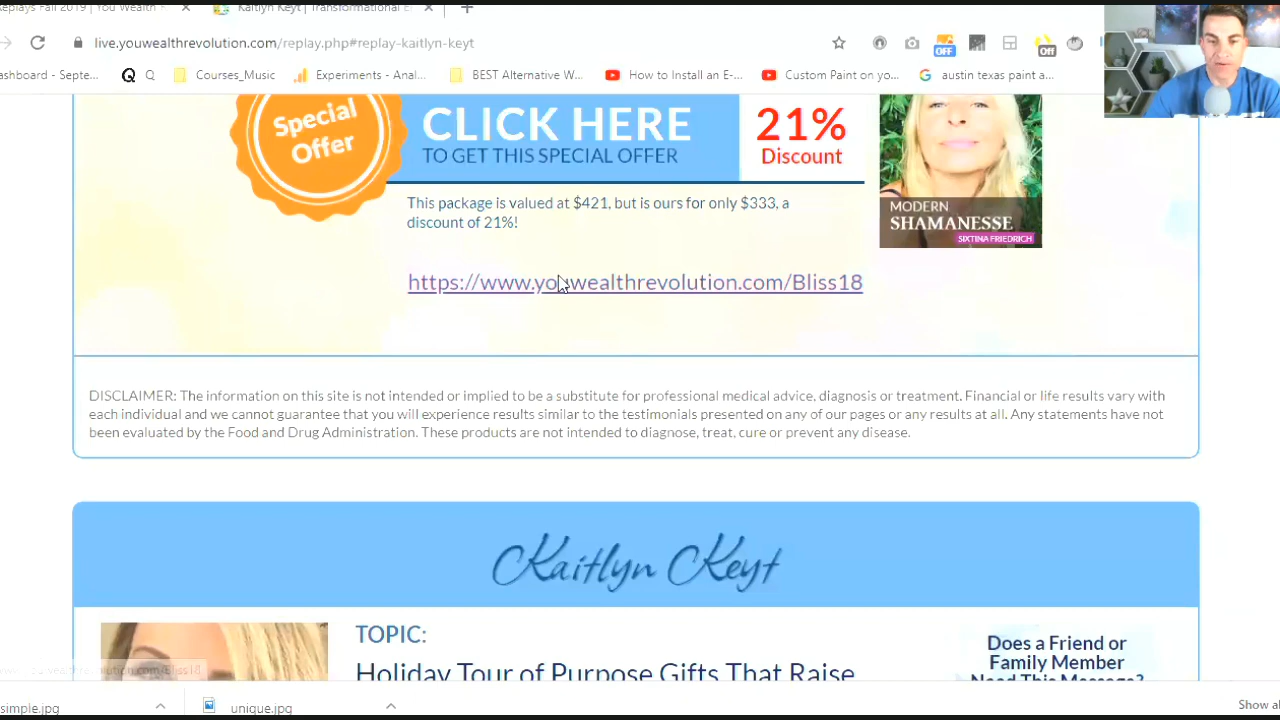 eplays Fall 2019 | You Wealth R
Kaitlyn Keyt | Transformational E
live.youwealthrevolution.com/replay.php#replay-kaitlyn-keyt
OFF
Off
ashboard - Septe...
Q
Courses_Music
Experiments - Anal...
BEST Alternative W...
How to Install an E-...
Custom Paint on yo...
austin texas paint a...
Special
Offer
CLICK HERE
TO GET THIS SPECIAL OFFER
21%
Discount
This package is valued at $421, but is ours for only $333, a
discount of 21%!
MODERN
SHAMANESSE
SIXTINA FRIEDRICH
https://www.youwealthrevolution.com/Bliss18
DISCLAIMER: The information on this site is not intended or implied to be a substitute for professional medical advice, diagnosis or treatment. Financial or life results vary with
each individual and we cannot guarantee that you will experience results similar to the testimonials presented on any of our pages or any results at all. Any statements have not
been evaluated by the Food and Drug Administration. These products are not intended to diagnose, treat, cure or prevent any disease.
Kaitlyn Keyt
TOPIC:
Holiday Tour of Purpose Gifts That Raise
Does a Friend or
Family Member
Need This Message?
simple.jpg
unique.jpg
Show al